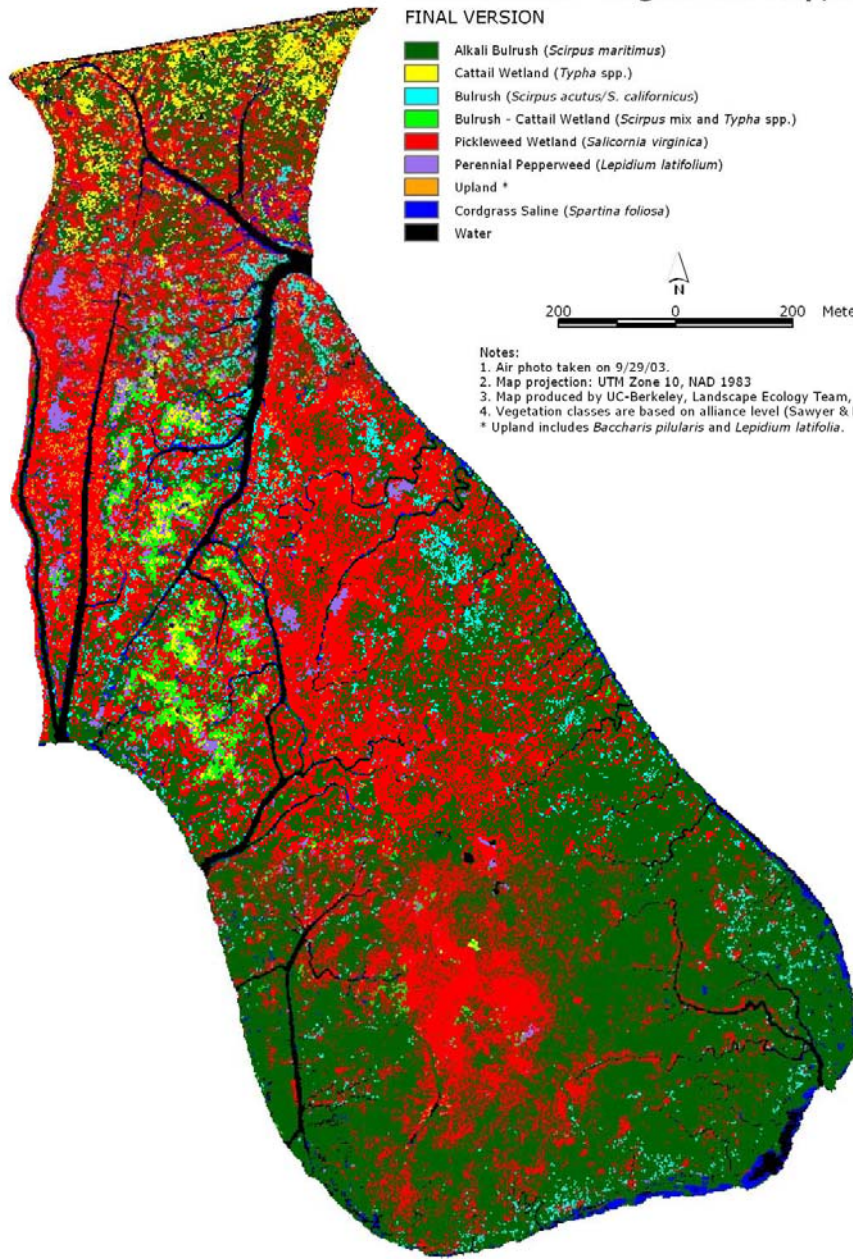 FINAL VERSION
Alkali Bulrush (Scirpus maritimus)
Cattail Wetland (Typha spp.)
Bulrush (Scirpus acutus/S. californicus)
Bulrush - Cattail Wetland (Scirpus mix and Typha spp.)
Pickleweed Wetland (Salicornia virginica)
Perennial Pepperweed (Lepidium latifolium)
Upland *
Cordgrass Saline (Spartina foliosa)
Water
N
200 0 200
Notes:
1. Air photo taken on 9/29/03.
2. Map projection: UTM Zone 10, NAD 1983
3. Map produced by UC-Berkeley, Landscape Ecology Team,
4. Vegetation classes are based on alliance level (Sawyer &
* Upland includes Baccharis pilularis and Lepidium latifolia.